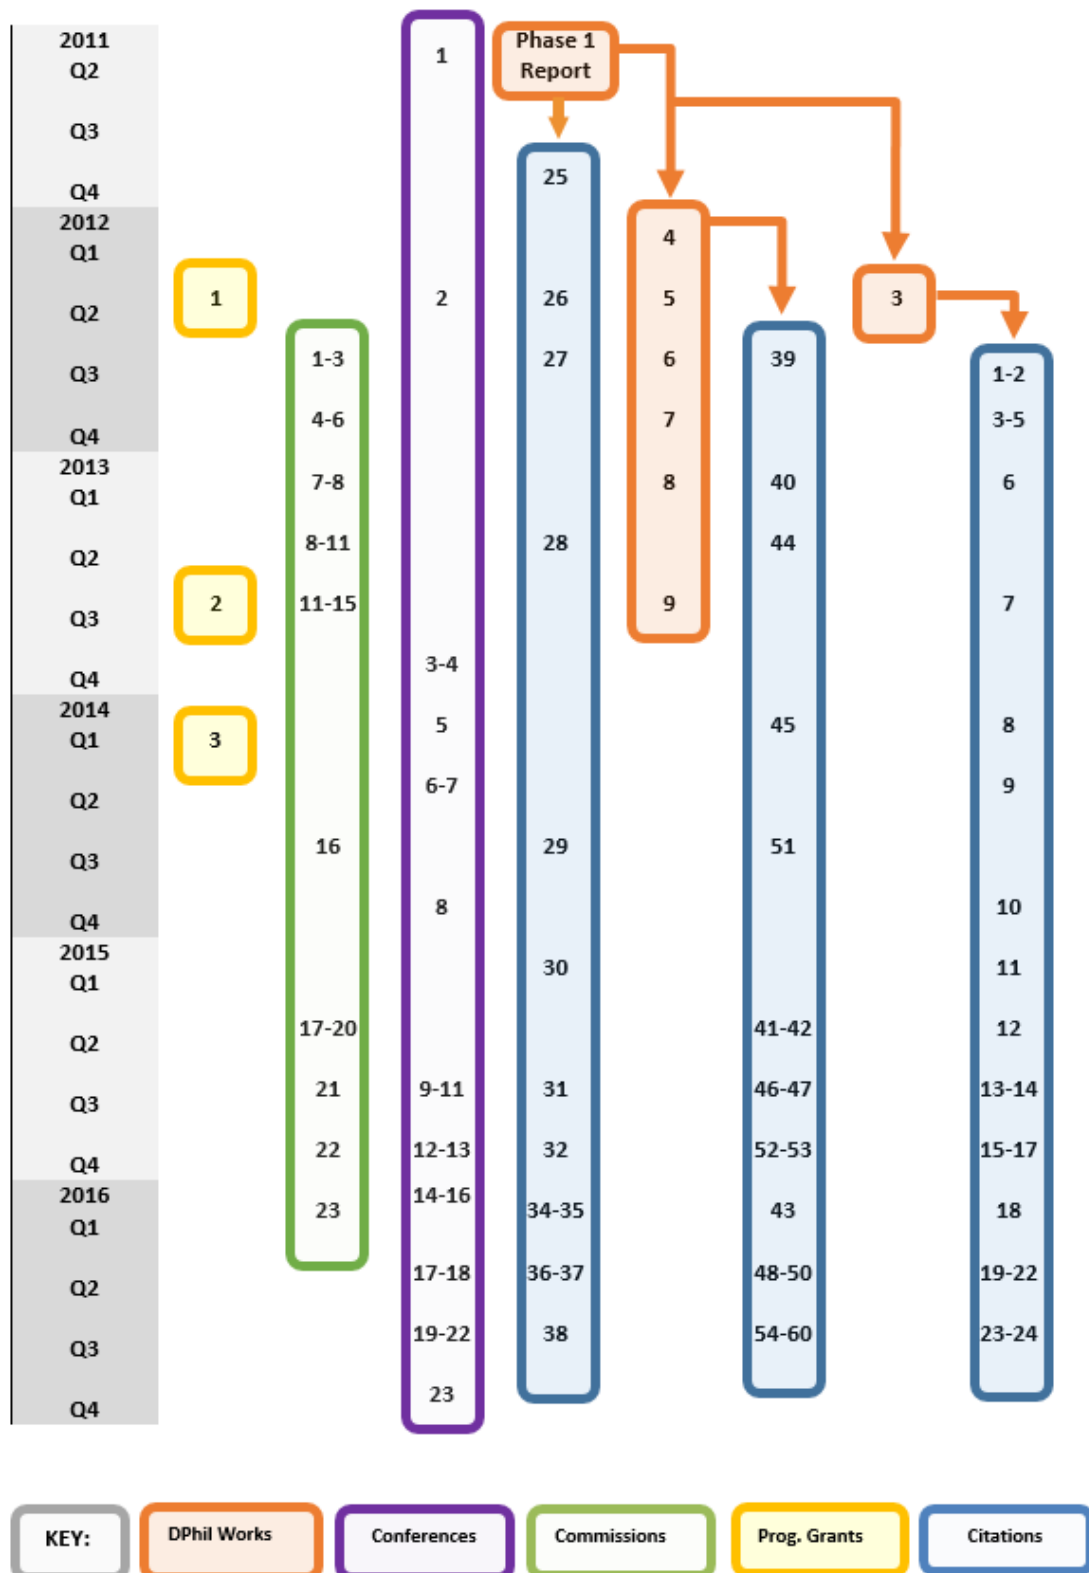 2011
1
Phase 1
Report
Q2
Q3
25
Q4
2012
4
Q1
1
2
26
5
3
Q2
1-3
27
6
39
1-2
Q3
4-6
7
3-5
Q4
2013
7-8
8
40
6
Q1
8-11
28
44
Q2
2
11-15
9
7
Q3
3-4
Q4
2014
3
5
45
8
Q1
6-7
9
Q2
16
29
51
Q3
8
10
Q4
2015
30
11
Q1
17-20
41-42
12
Q2
21
9-11
31
46-47
13-14
Q3
22
12-13
32
52-53
15-17
Q4
2016
14-16
23
34-35
43
18
Q1
17-18
36-37
48-50
19-22
Q2
19-22
38
54-60
23-24
Q3
23
Q4
KEY:
DPhil Works
Conferences
Commissions
Prog. Grants
Citations